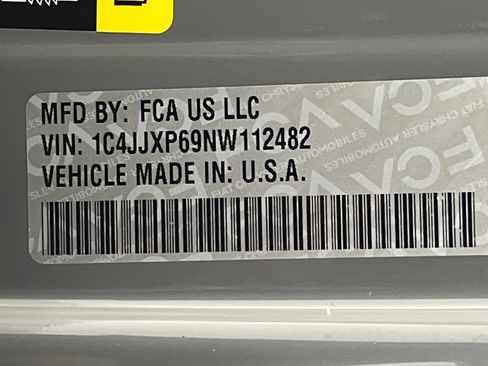 MFD BY: FCA US LLC
VIN: 1C4JJXP69NW112482
VEHICLE MADE IN: U.S.A.